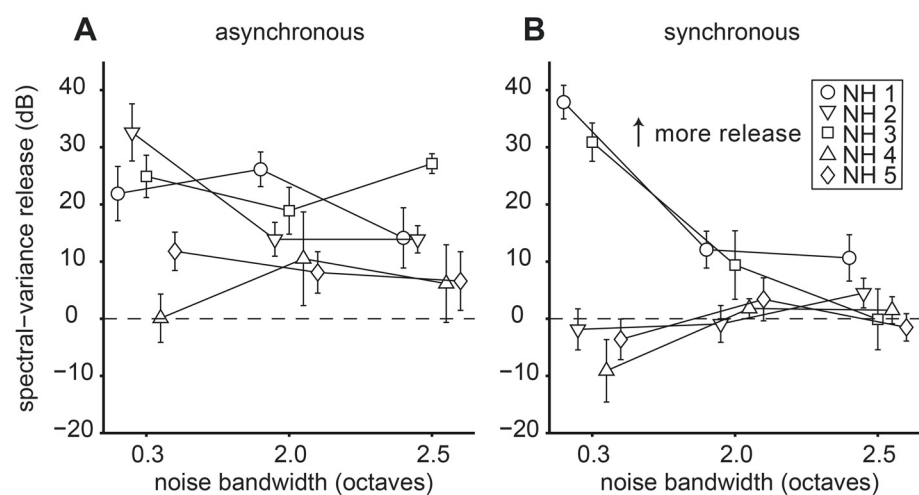 A
asynchronous
spectral−variance release (dB)
40
30
20
10
0
−10
−20
0.3
2.0
2.5
noise bandwidth (octaves)
B
synchronous
40
30
20
10
0
−10
−20
more release
NH 1
NH 2
NH 3
NH 4
NH 5
0.3
2.0
2.5
noise bandwidth (octaves)